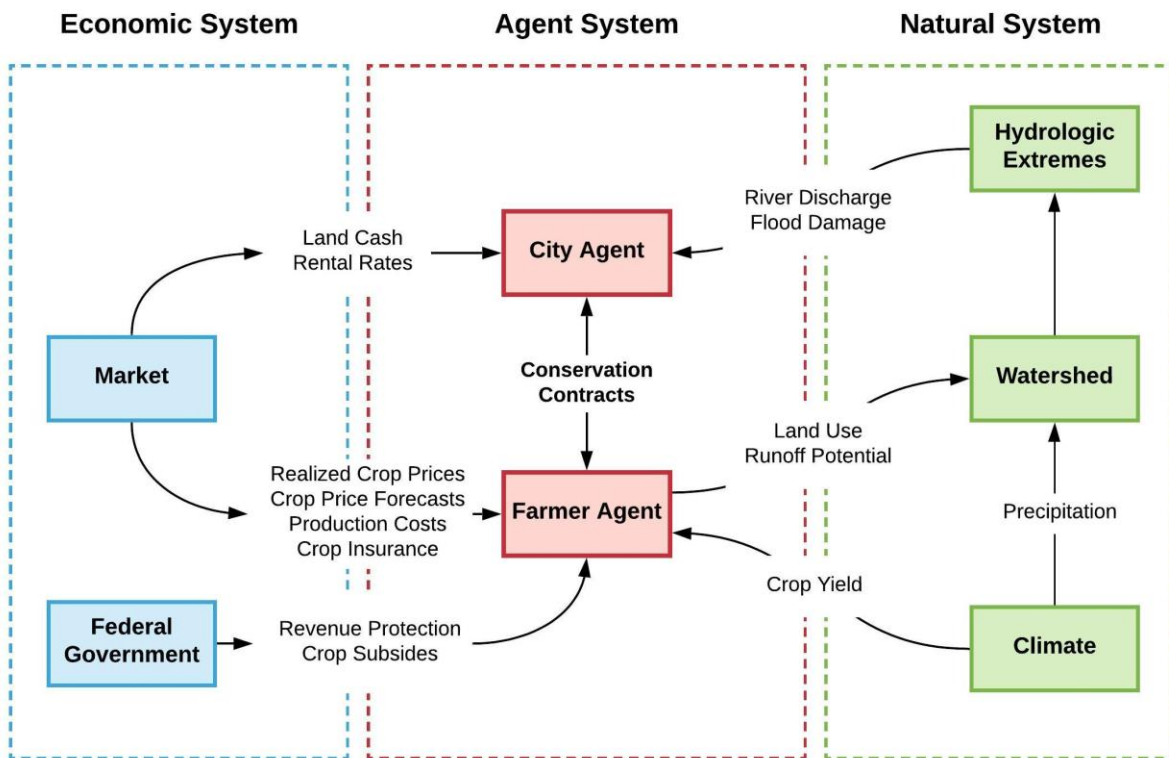 Economic System
Agent System
Natural System
Hydrologic
Extremes
River Discharge
Flood Damage
Land Cash
Rental Rates
City Agent
Market
Conservation
Contracts
Watershed
Land Use
Runoff Potential
Realized Crop Prices
Crop Price Forecasts
Production Costs
Crop Insurance
Farmer Agent
Precipitation
Crop Yield
Federal
Government
Revenue Protection
Crop Subsides
Climate